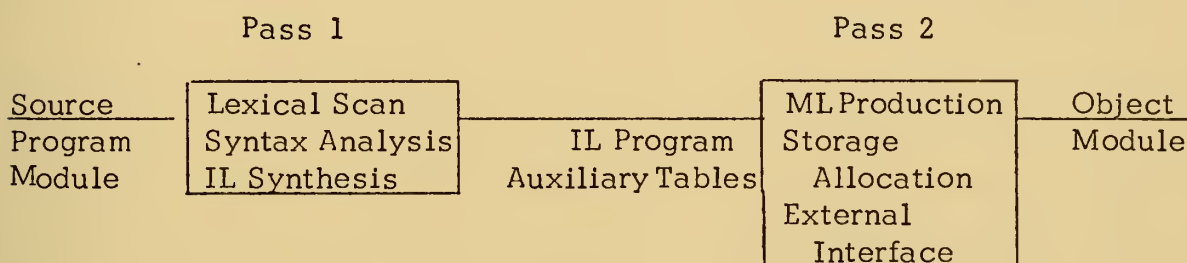 Pass 1
Pass 2
Source
Program
Module
Lexical Scan
Syntax Analysis
IL Synthesis
IL Program
Auxiliary Tables
ML Production
Storage
Allocation
External
Interface
Object
Module